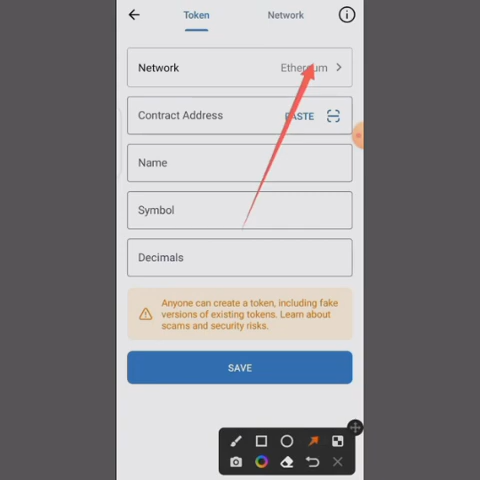 Token
Network
Network
Ethereum
Contract Address
PASTE
Name
Symbol
Decimals
Anyone can create a token, including fake
versions of existing tokens. Learn about
scams and security risks.
SAVE